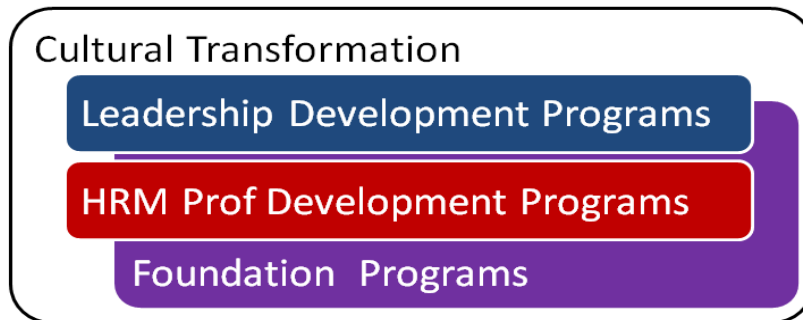 Cultural Transformation
Leadership Development Programs
HRM Prof Development Programs
Foundation Programs